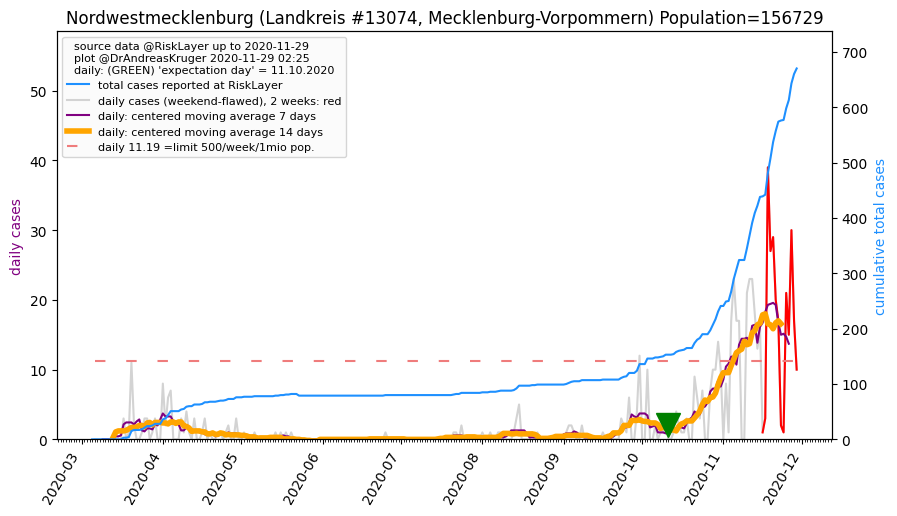 Nordwestmecklenburg (Landkreis #13074, Mecklenburg-Vorpommern) Population=156729
source data @RiskLayer up to 2020-11-29
plot @DrAndreasKruger 2020-11-29 02:25
daily: (GREEN) 'expectation day' = 11.10.2020
total cases reported at RiskLayer
daily cases (weekend-flawed), 2 weeks: red
daily: centered moving average 7 days
daily: centered moving average 14 days
daily 11.19 =limit 500/week/1mio pop.
daily cases
50
40
30
20
10
0
cumulative total cases
700
600
500
400
300
200
100
0
2020-03
2020-04
2020-05
2020-06
2020-07
2020-08
2020-09
2020-10
2020-11
2020-12